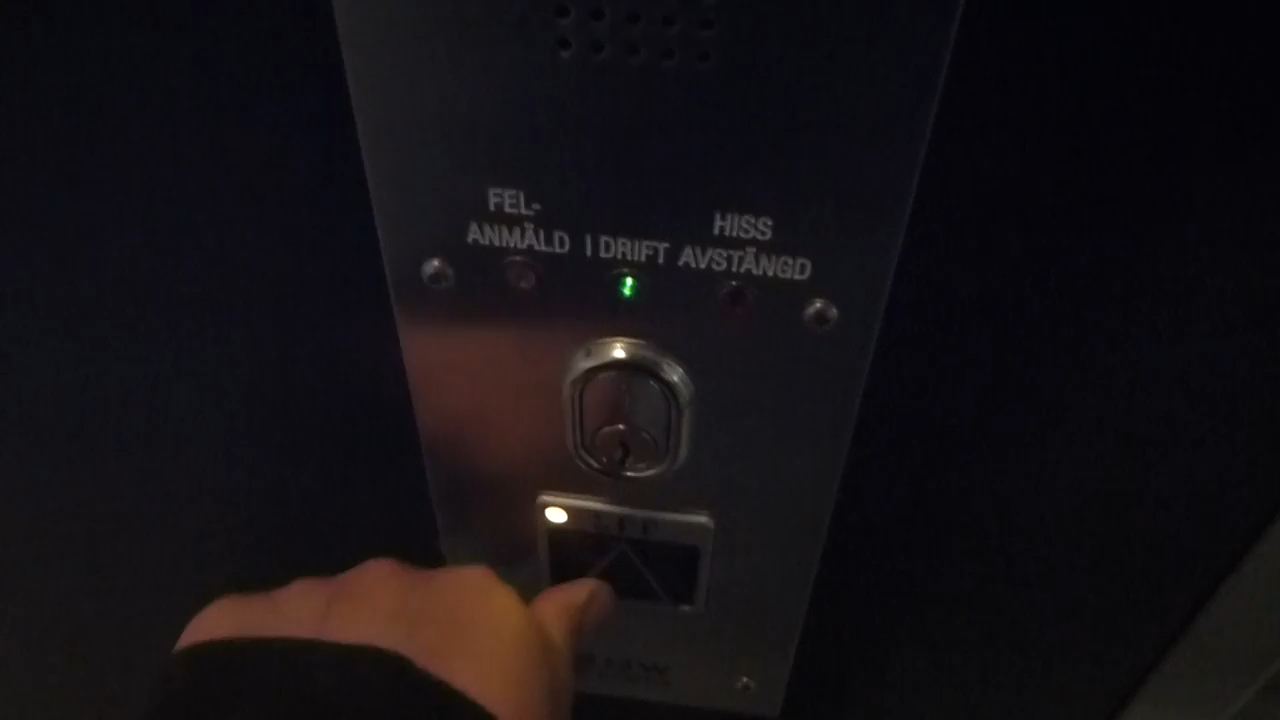 FEL-
ANMÄLD
I DRIFT
HISS
AVSTÄNGD